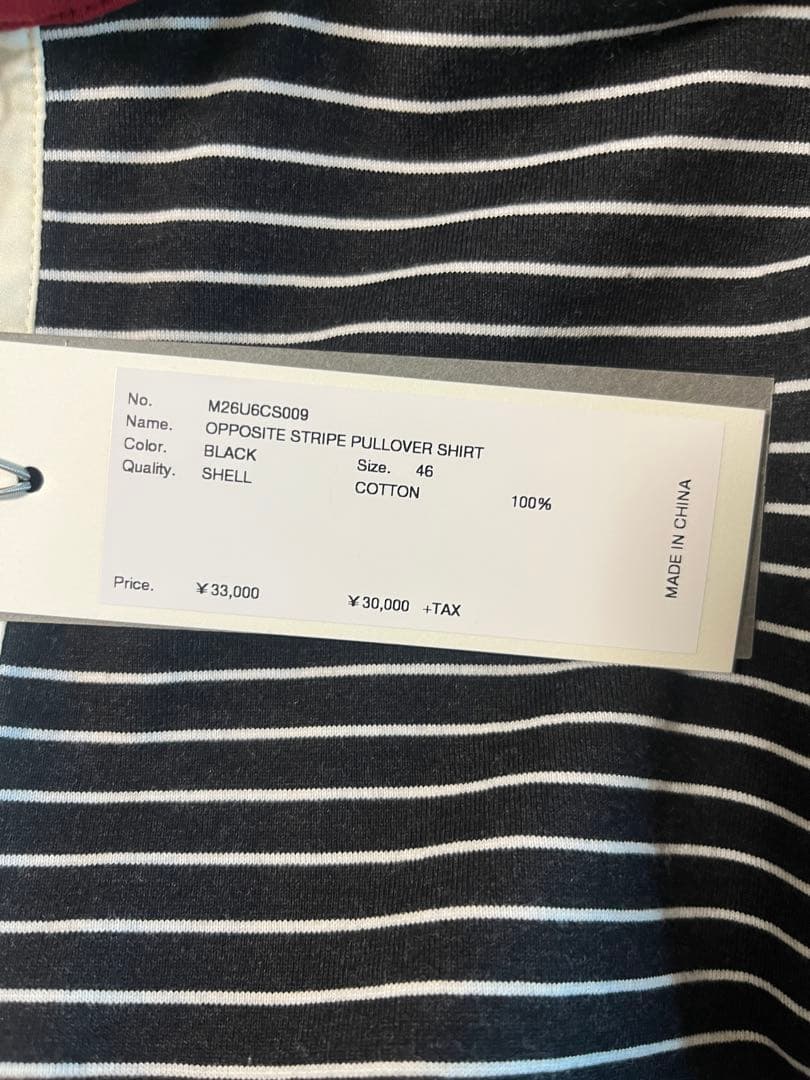 No. M26U6CS009
Name. OPPOSITE STRIPE PULLOVER SHIRT
Color. BLACK Size. 46
Quality. SHELL COTTON 100%
Price. ¥33,000 ¥30,000 +TAX
MADE IN CHINA